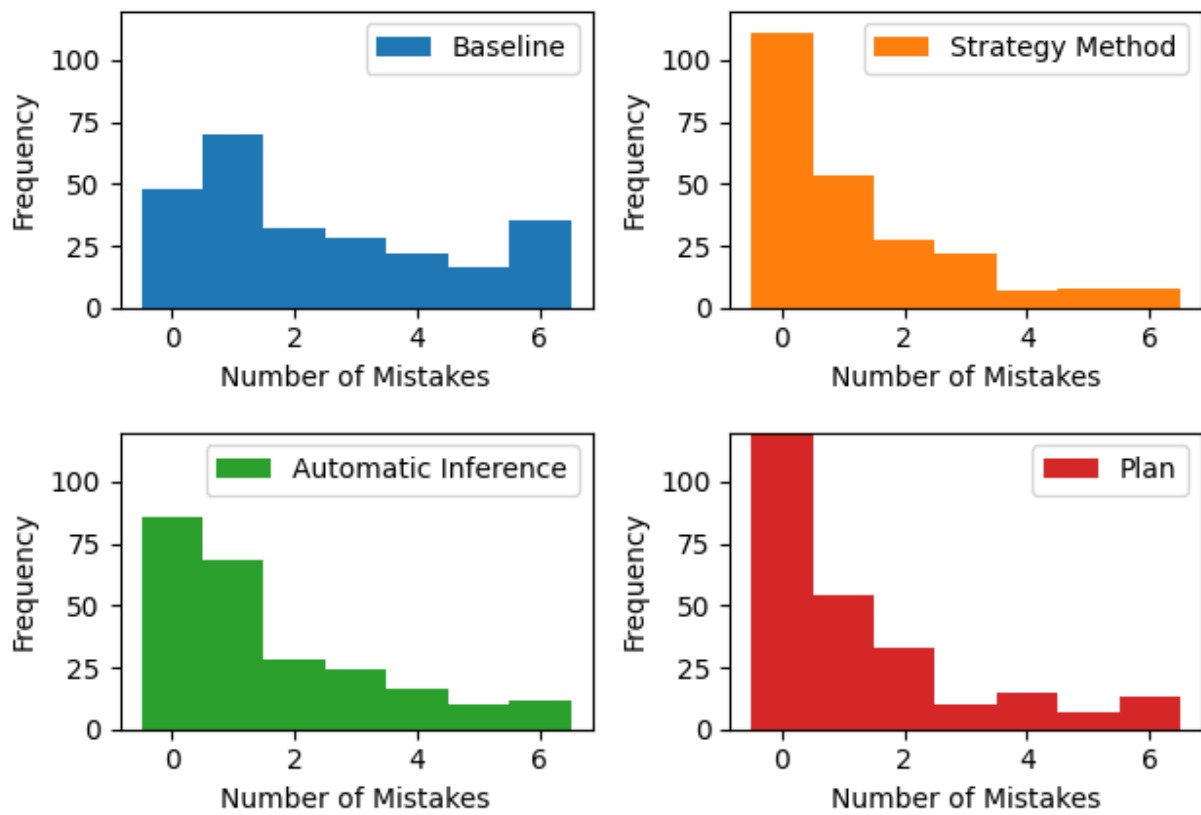 Baseline
Frequency
100
75
50
25
0
0 2 4 6
Number of Mistakes
Strategy Method
Frequency
100
75
50
25
0
0 2 4 6
Number of Mistakes
Automatic Inference
Frequency
100
75
50
25
0
0 2 4 6
Number of Mistakes
Plan
Frequency
100
75
50
25
0
0 2 4 6
Number of Mistakes